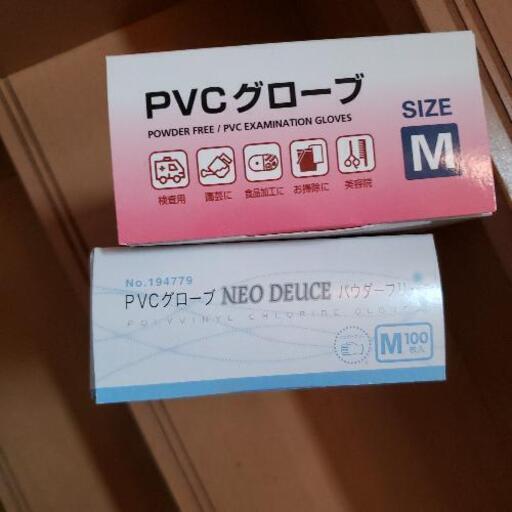 PVCグローブ
POWDER FREE / PVC EXAMINATION GLOVES
SIZE
M
検査用 園芸に 食品加工に お掃除に 美容院
No.194779
PVCグローブ NEO DEUCE パウダーフリー
POLYVINYL CHLORIDE GLOVES
M 100
枚入